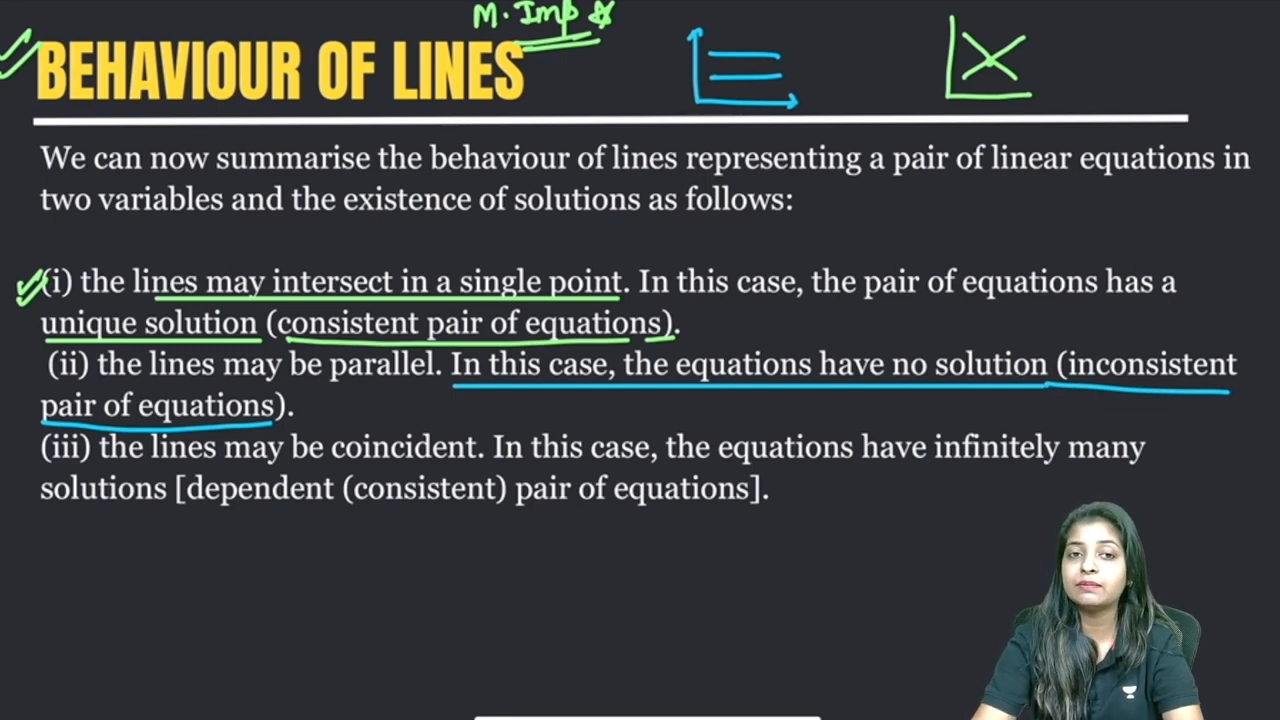 M. Imp
BEHAVIOUR OF LINES
We can now summarise the behaviour of lines representing a pair of linear equations in
two variables and the existence of solutions as follows:
(i) the lines may intersect in a single point. In this case, the pair of equations has a
unique solution (consistent pair of equations).
(ii) the lines may be parallel. In this case, the equations have no solution (inconsistent
pair of equations).
(iii) the lines may be coincident. In this case, the equations have infinitely many
solutions [dependent (consistent) pair of equations].